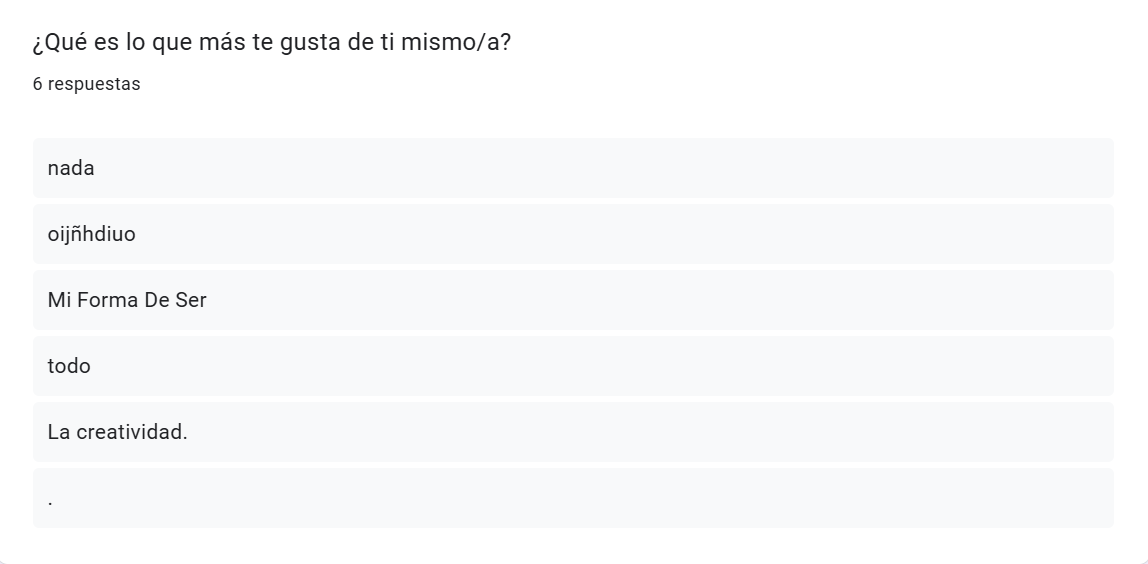 ¿Qué es lo que más te gusta de ti mismo/a?
6 respuestas
nada
oijñhdiuo
Mi Forma De Ser
todo
La creatividad.
.